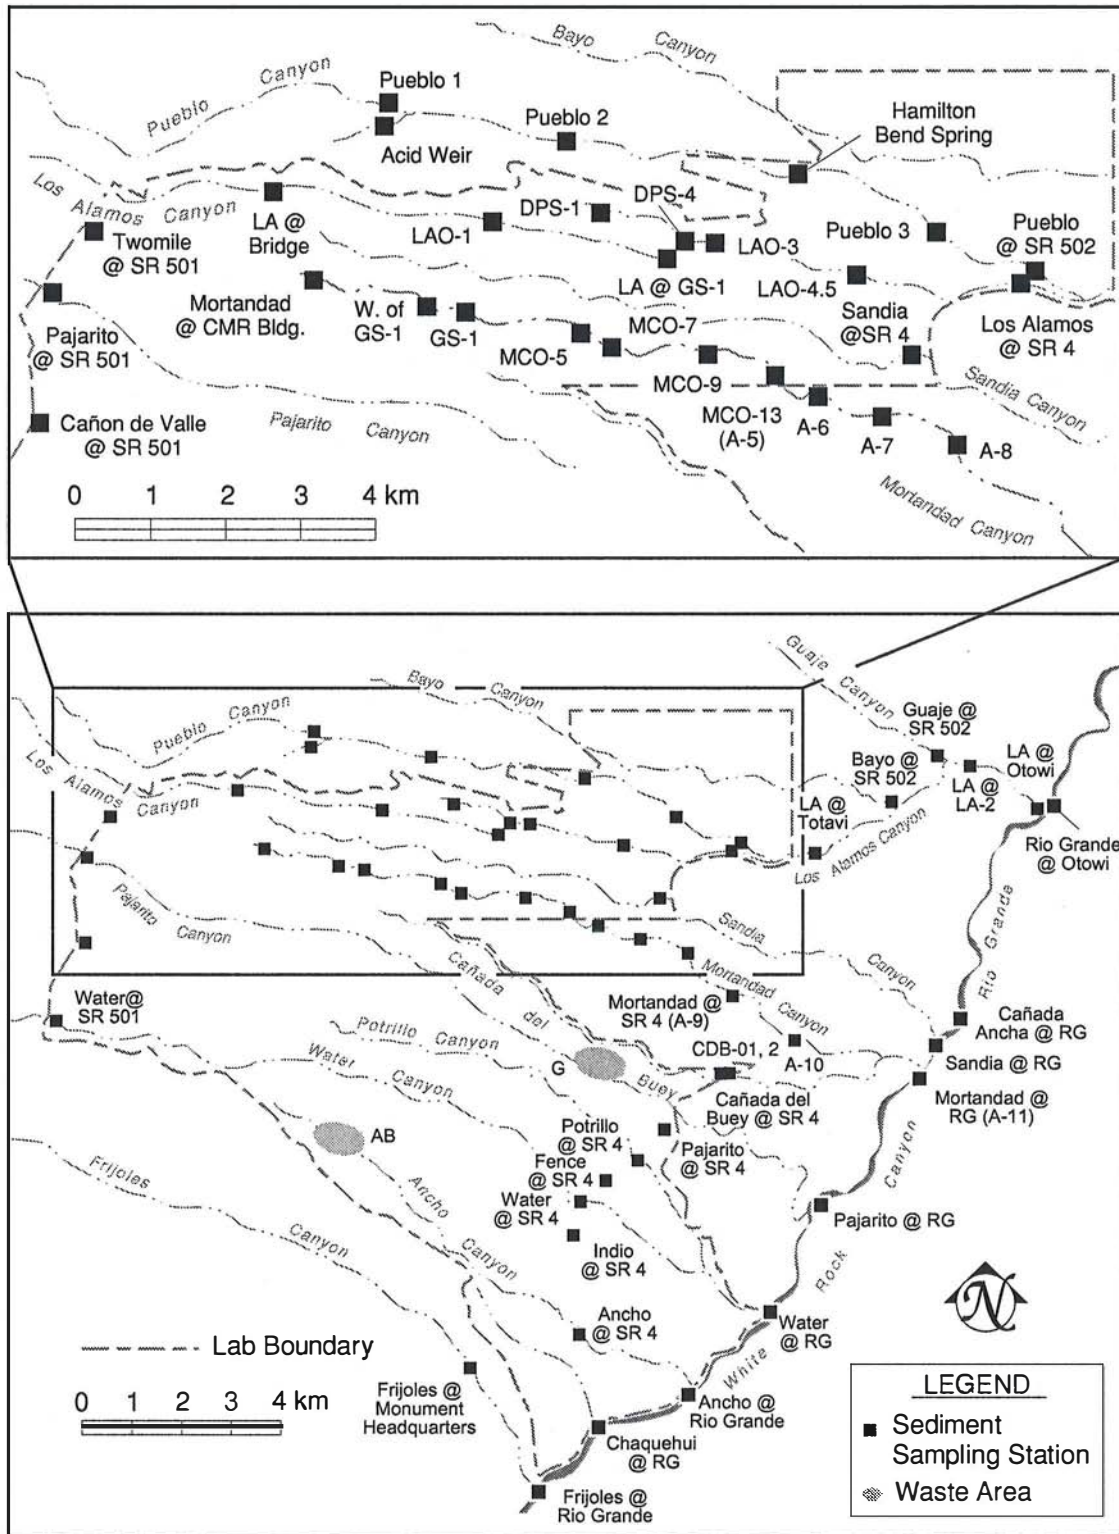 Bayo Canyon
Pueblo Canyon
Pueblo 1
Acid Weir
Pueblo 2
Hamilton
Bend Spring
Los Alamos Canyon
Twomile
@ SR 501
LA @
Bridge
LAO-1
DPS-1
DPS-4
LAO-3
LA @ GS-1
Pueblo 3
Pueblo
@ SR 502
LAO-4.5
Los Alamos
@ SR 4
Sandia
@SR 4
Pajarito
@ SR 501
Mortandad
@ CMR Bldg.
W. of
GS-1
GS-1
MCO-5
MCO-7
MCO-9
MCO-13
(A-5)
A-6
A-7
A-8
Sandia Canyon
Mortandad Canyon
Cañon de Valle
@ SR 501
Pajarito Canyon
0 1 2 3 4 km
Guaje Canyon
Bayo Canyon
Pueblo Canyon
Los Alamos Canyon
Guaje @
SR 502
Bayo @
SR 502
LA @
Otowi
LA @
LA-2
LA @
Totavi
Los Alamos Canyon
Rio Grande
@ Otowi
Rio Granda
Pajarito Canyon
Sandia Canyon
Mortandad Canyon
Cañada del Buey
Water@
SR 501
Potrillo Canyon
Water Canyon
G
AB
Mortandad @
SR 4 (A-9)
A-10
CDB-01, 2
Cañada del
Buey @ SR 4
Cañada
Ancha @ RG
Sandia @ RG
Mortandad @
RG (A-11)
Potrillo
@ SR 4
Fence
@ SR 4
Water
@ SR 4
Pajarito
@ SR 4
Indio
@ SR 4
Pajarito @ RG
Frijoles Canyon
Ancho Canyon
White Rock Canyon
Ancho
@ SR 4
Water
@ RG
Lab Boundary
0 1 2 3 4 km
Frijoles @
Monument
Headquarters
Ancho @
Rio Grande
Chaquehui
@ RG
Frijoles @
Rio Grande
N
LEGEND
Sediment
Sampling Station
Waste Area